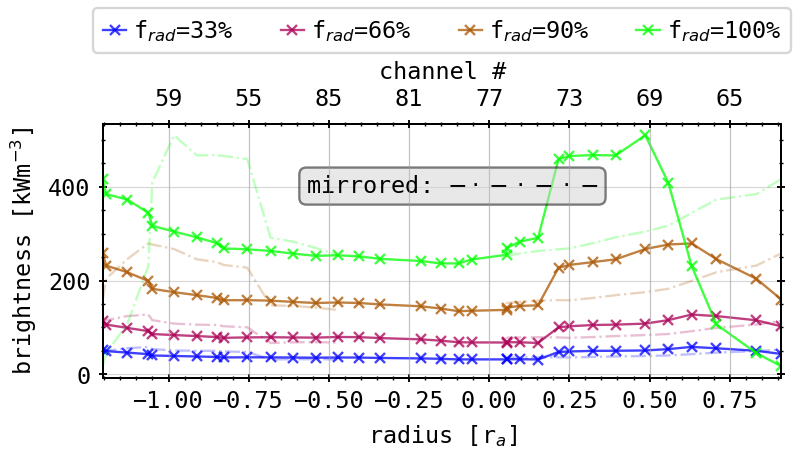 f_rad=33% f_rad=66% f_rad=90% f_rad=100%
channel #
59 55 85 81 77 73 69 65
mirrored:
brightness [kWm⁻³]
400
200
0
−1.00 −0.75 −0.50 −0.25 0.00 0.25 0.50 0.75
radius [r_a]